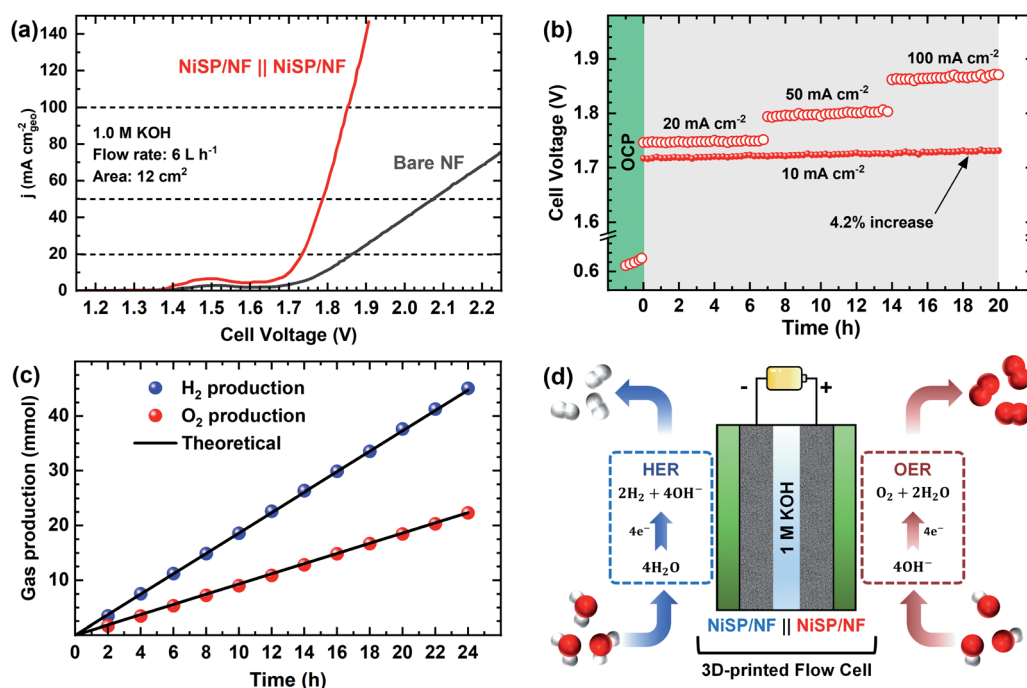 (a)
140
120
100
80
60
40
20
0
j (mA cm⁻²geo)
NiSP/NF || NiSP/NF
1.0 M KOH
Flow rate: 6 L h⁻¹
Area: 12 cm²
Bare NF
1.2 1.3 1.4 1.5 1.6 1.7 1.8 1.9 2.0 2.1 2.2
Cell Voltage (V)
(b)
1.9
1.8
1.7
1.6
0.6
Cell Voltage (V)
OCP
20 mA cm⁻²
50 mA cm⁻²
100 mA cm⁻²
10 mA cm⁻²
4.2% increase
-2 0 2 4 6 8 10 12 14 16 18 20
Time (h)
(c)
40
30
20
10
Gas production (mmol)
H₂ production
O₂ production
Theoretical
0 2 4 6 8 10 12 14 16 18 20 22 24
Time (h)
(d)
- +
HER
2H₂ + 4OH⁻
4e⁻
4H₂O
1 M KOH
OER
O₂ + 2H₂O
4e⁻
4OH⁻
NiSP/NF || NiSP/NF
3D-printed Flow Cell